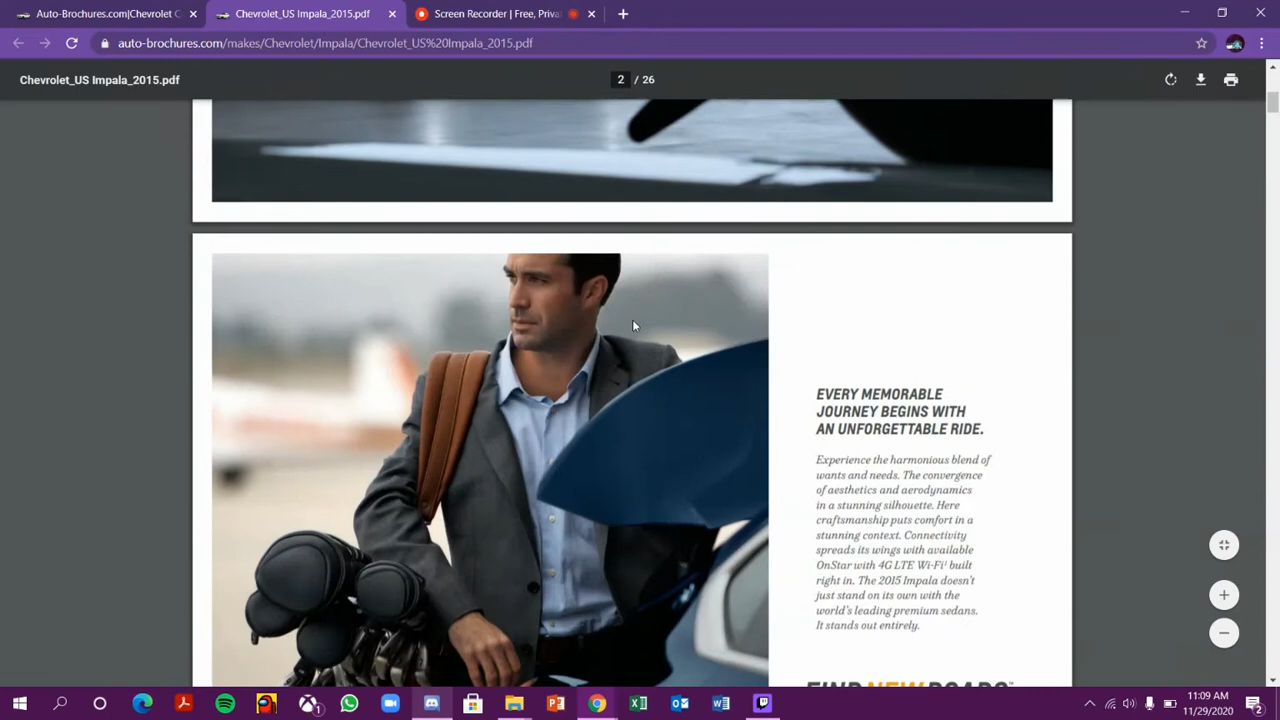 Auto-Brochures.com|Chevrolet C
Chevrolet_US Impala_2015.pdf
Screen Recorder | Free, Priva
auto-brochures.com/makes/Chevrolet/Impala/Chevrolet_US%20Impala_2015.pdf
Chevrolet_US Impala_2015.pdf
2 / 26
EVERY MEMORABLE
JOURNEY BEGINS WITH
AN UNFORGETTABLE RIDE.
Experience the harmonious blend of
wants and needs. The convergence
of aesthetics and aerodynamics
in a stunning silhouette. Here
craftsmanship puts comfort in a
stunning context. Connectivity
spreads its wings with available
OnStar with 4G LTE Wi-Fi¹ built
right in. The 2015 Impala doesn't
just stand on its own with the
world's leading premium sedans.
It stands out entirely.
FIND NEW ROADS™
11:09 AM
11/29/2020